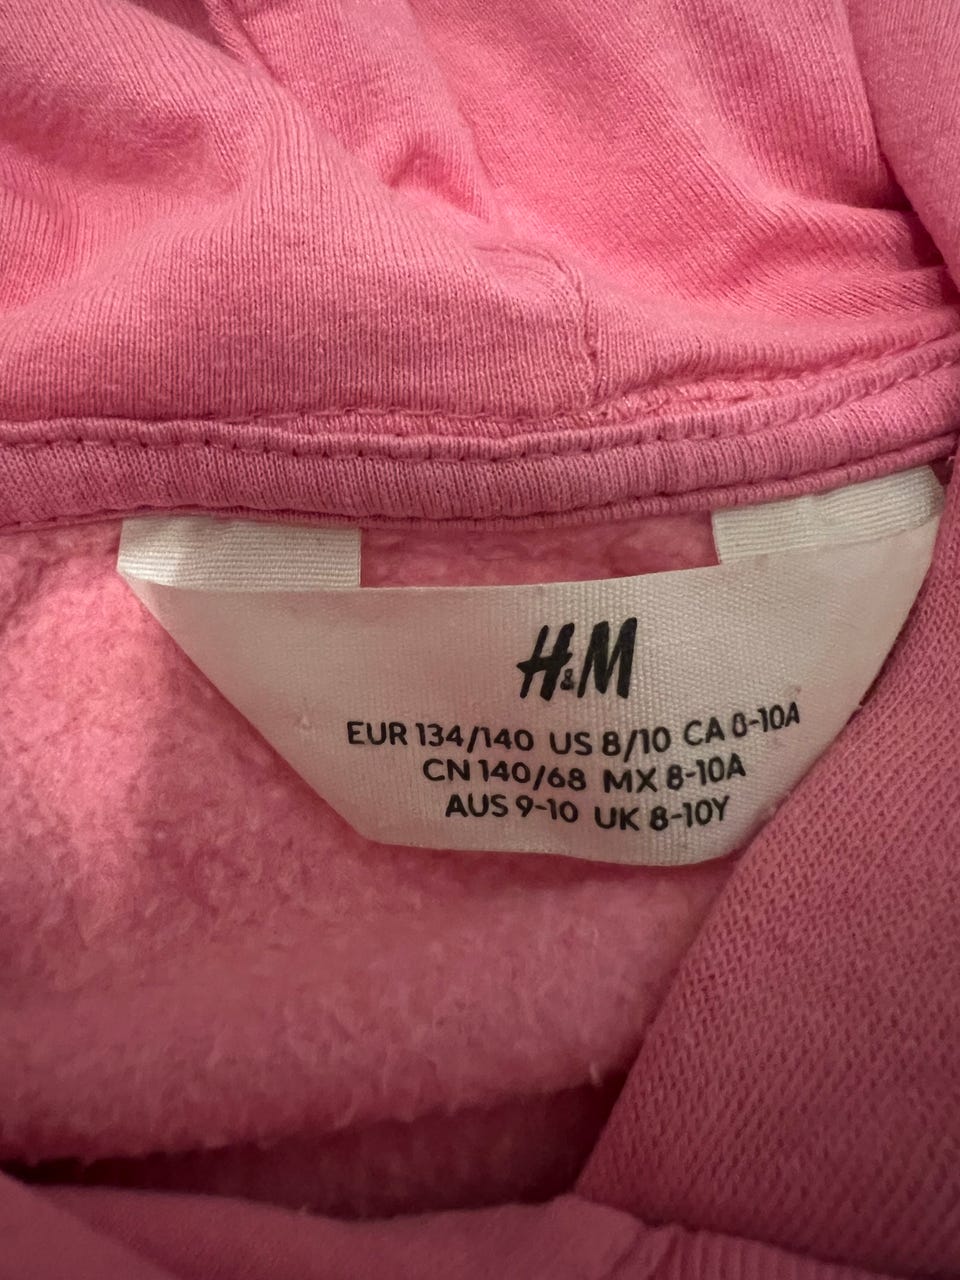 H&M
EUR 134/140 US 8/10 CA 8-10A
CN 140/68 MX 8-10A
AUS 9-10 UK 8-10Y